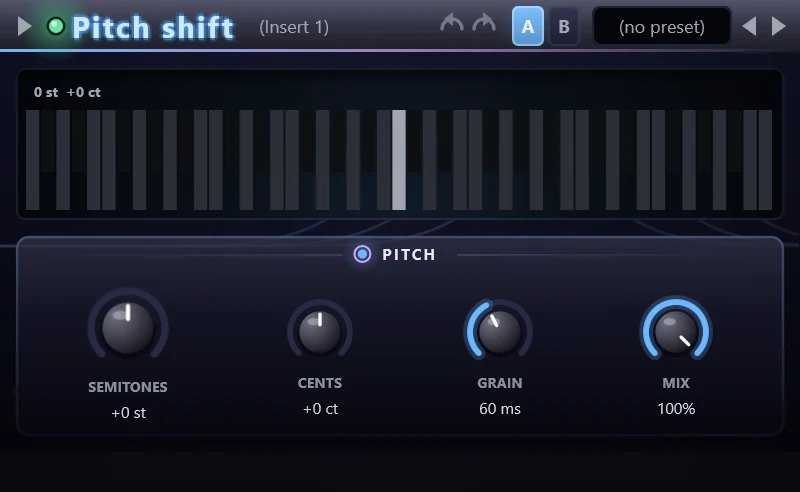 Pitch shift (Insert 1) A B (no preset)
0 st +0 ct
PITCH
SEMITONES CENTS GRAIN MIX
+0 st +0 ct 60 ms 100%